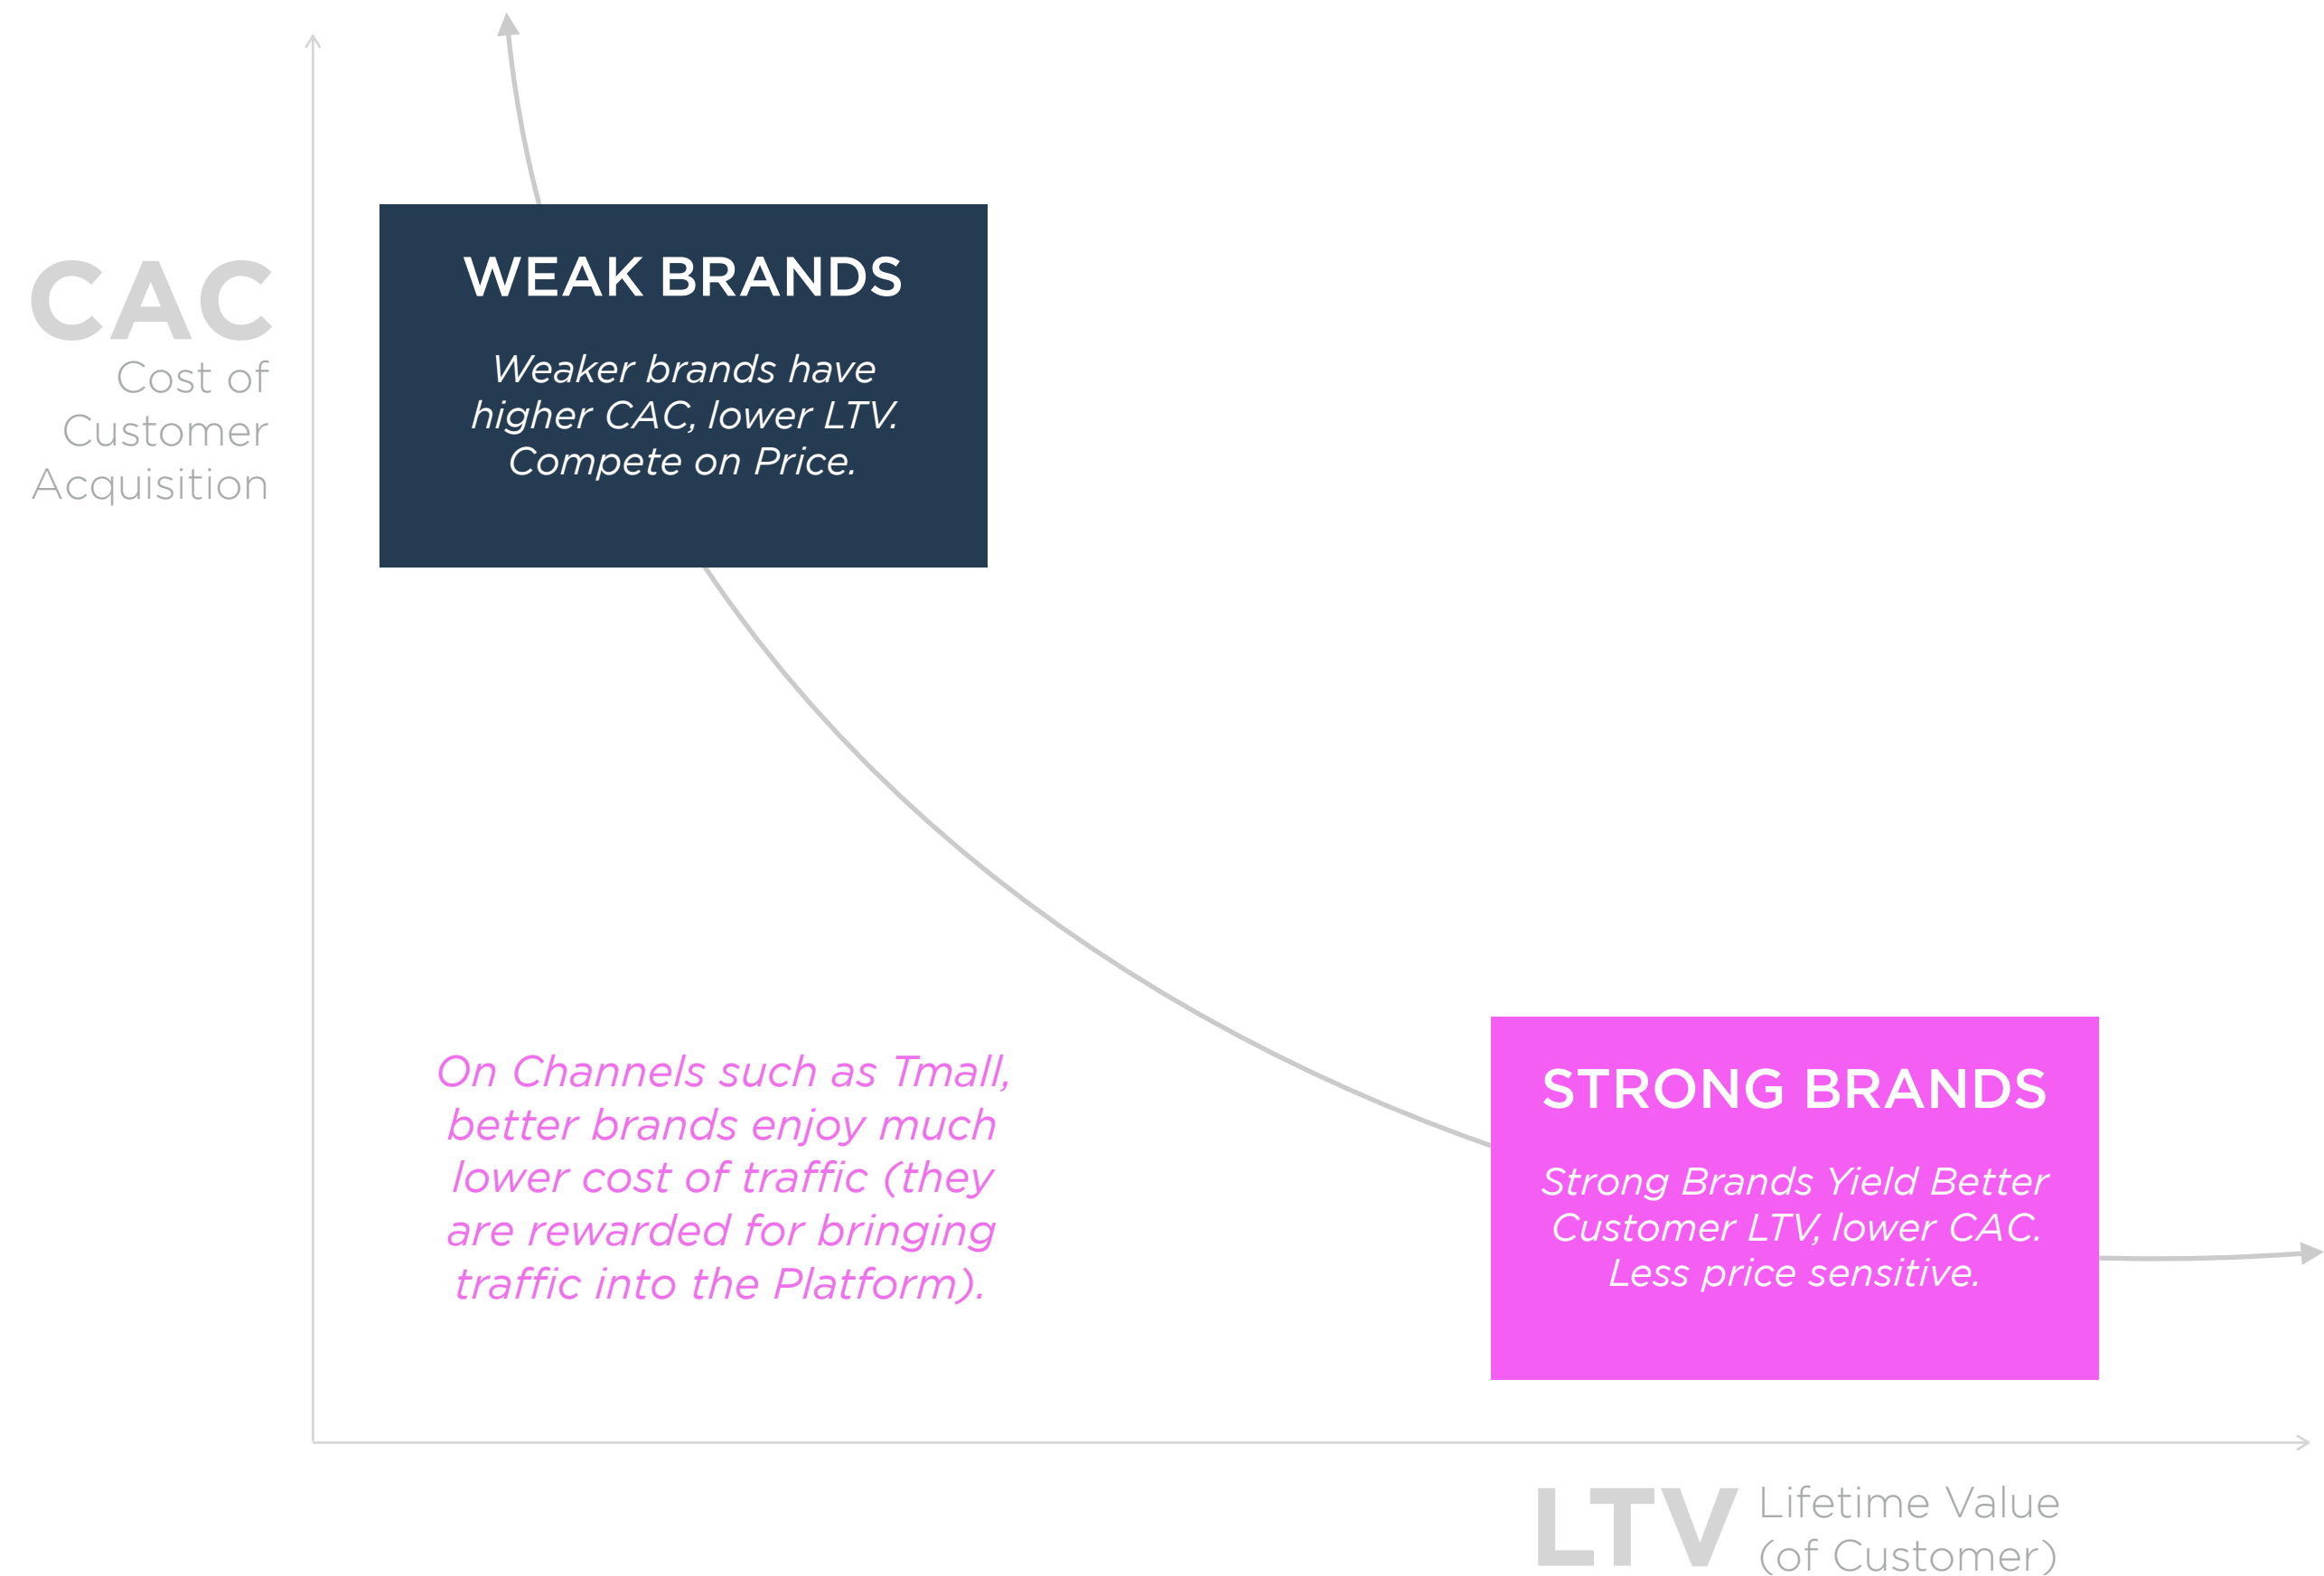 CAC
Cost of
Customer
Acquisition
WEAK BRANDS
Weaker brands have
higher CAC, lower LTV.
Compete on Price.
On Channels such as Tmall,
better brands enjoy much
lower cost of traffic (they
are rewarded for bringing
traffic into the Platform).
STRONG BRANDS
Strong Brands Yield Better
Customer LTV, lower CAC.
Less price sensitive.
LTV
Lifetime Value
(of Customer)